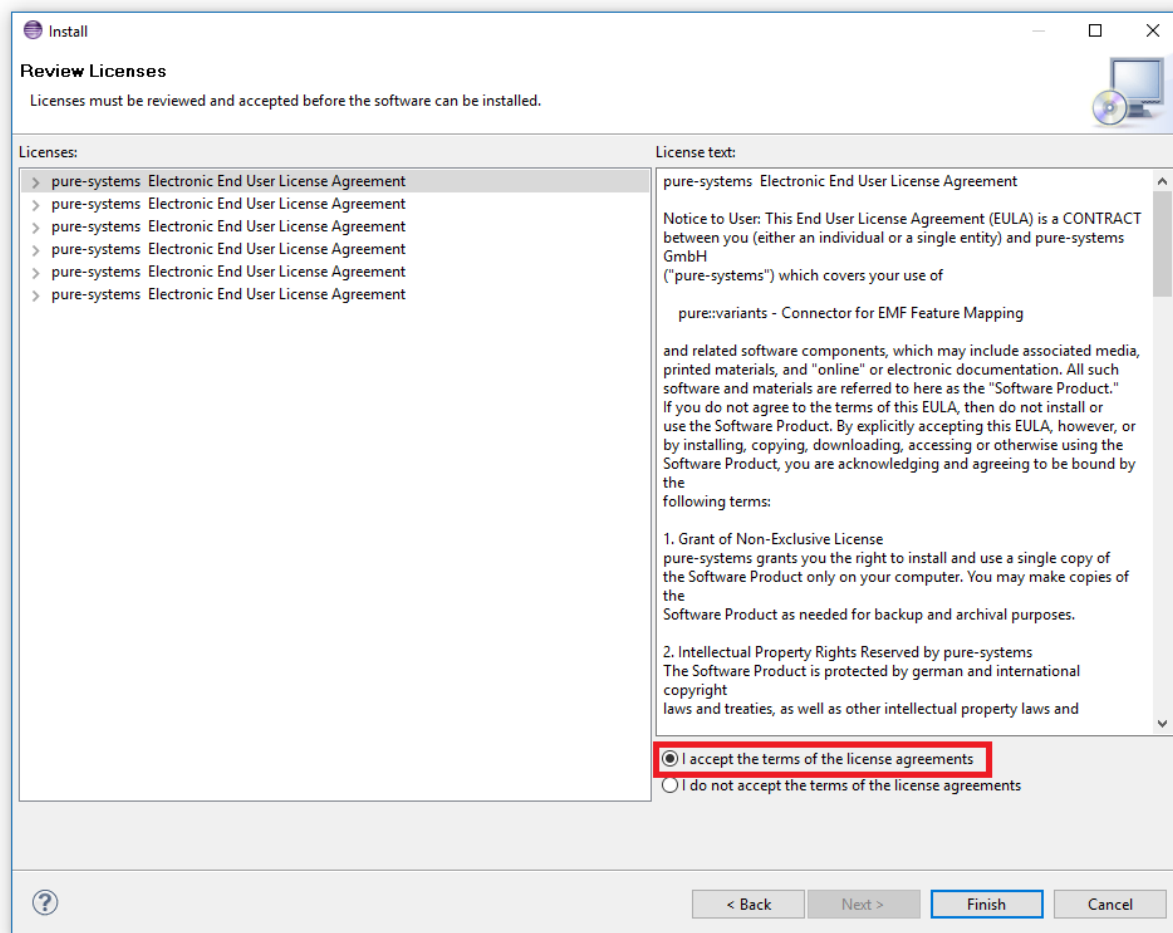 Install
Review Licenses
Licenses must be reviewed and accepted before the software can be installed.
Licenses:
pure-systems  Electronic End User License Agreement
pure-systems  Electronic End User License Agreement
pure-systems  Electronic End User License Agreement
pure-systems  Electronic End User License Agreement
pure-systems  Electronic End User License Agreement
pure-systems  Electronic End User License Agreement
License text:
pure-systems  Electronic End User License Agreement
Notice to User: This End User License Agreement (EULA) is a CONTRACT
between you (either an individual or a single entity) and pure-systems
GmbH
("pure-systems") which covers your use of
pure::variants - Connector for EMF Feature Mapping
and related software components, which may include associated media,
printed materials, and "online" or electronic documentation. All such
software and materials are referred to here as the "Software Product."
If you do not agree to the terms of this EULA, then do not install or
use the Software Product. By explicitly accepting this EULA, however, or
by installing, copying, downloading, accessing or otherwise using the
Software Product, you are acknowledging and agreeing to be bound by
the
following terms:
1. Grant of Non-Exclusive License
pure-systems grants you the right to install and use a single copy of
the Software Product only on your computer. You may make copies of
the
Software Product as needed for backup and archival purposes.
2. Intellectual Property Rights Reserved by pure-systems
The Software Product is protected by german and international
copyright
laws and treaties, as well as other intellectual property laws and
I accept the terms of the license agreements
I do not accept the terms of the license agreements
?
< Back
Next >
Finish
Cancel